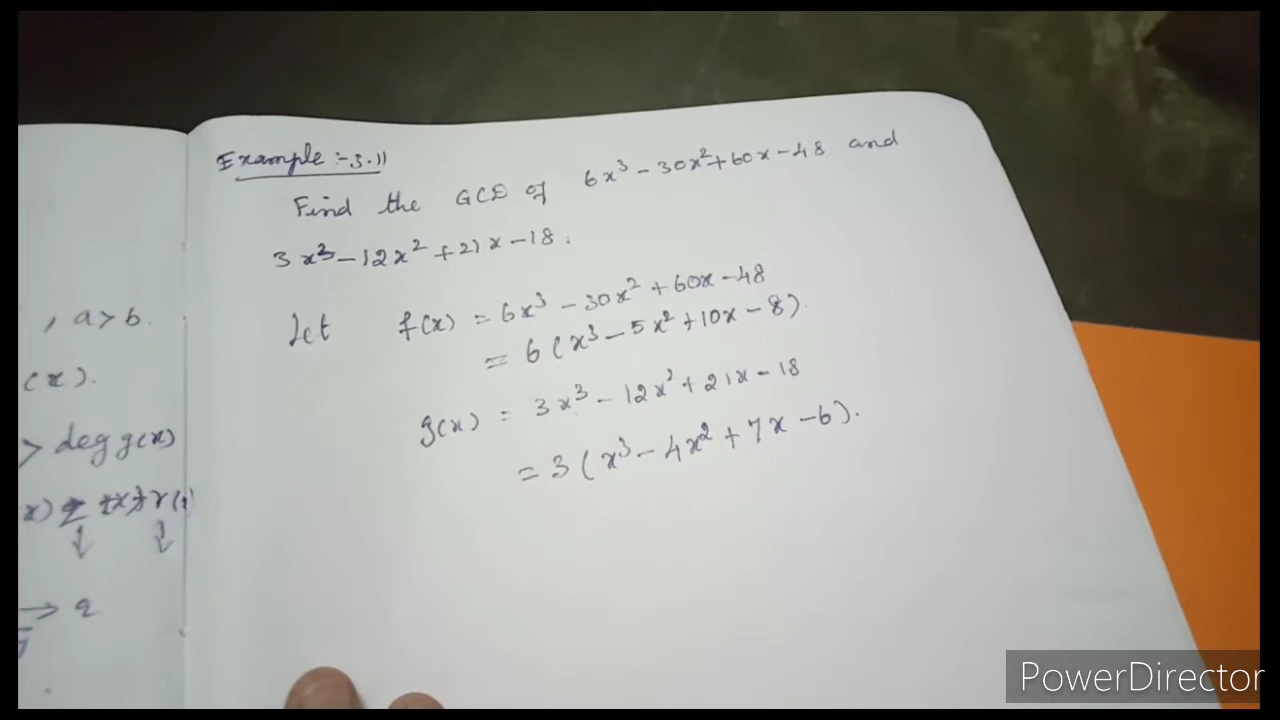 Example :- 3.11
Find the GCD of 6x³ - 30x² + 60x - 48 and
3x³ - 12x² + 21x - 18.
Let f(x) = 6x³ - 30x² + 60x - 48
= 6(x³ - 5x² + 10x - 8).
g(x) = 3x³ - 12x² + 21x - 18
= 3(x³ - 4x² + 7x - 6).
, a > b.
(x).
> deg g(x)
PowerDirector